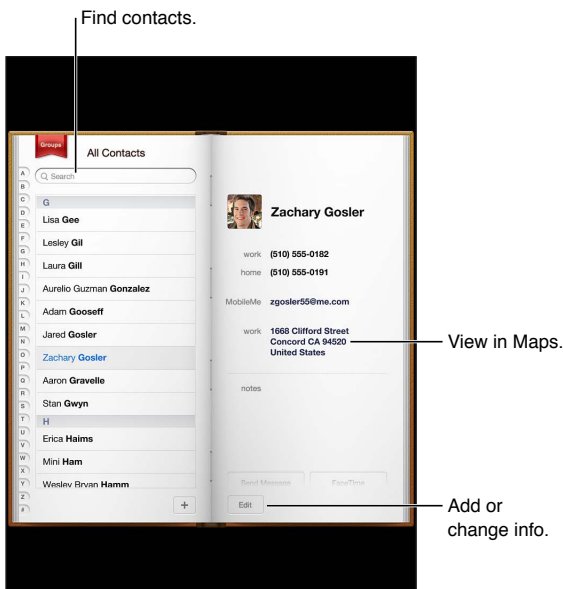 Find contacts.
Groups
All Contacts
Search
A
B
C
D
E
F
G
H
I
J
K
L
M
N
O
P
Q
R
S
T
U
V
W
X
Y
Z
#
G
Lisa Gee
Lesley Gil
Laura Gill
Aurelio Guzman Gonzalez
Adam Gooseff
Jared Gosler
Zachary Gosler
Aaron Gravelle
Stan Gwyn
H
Erica Haims
Mini Ham
Wesley Bryan Hamm
+
Zachary Gosler
work (510) 555-0182
home (510) 555-0191
MobileMe zgosler55@me.com
work 1668 Clifford Street
Concord CA 94520
United States
notes
Send Message FaceTime
Edit
View in Maps.
Add or
change info.